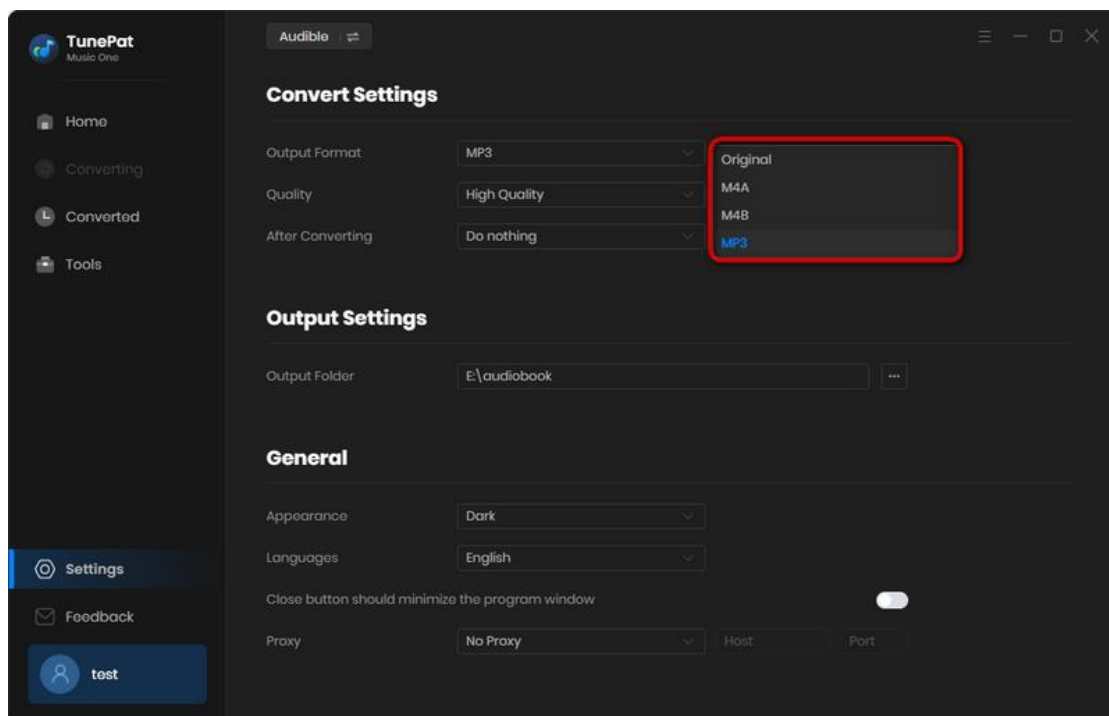 TunePat
Music One
Home
Converting
Converted
Tools
Settings
Feedback
test
Audible
Convert Settings
Output Format MP3
Quality High Quality
After Converting Do nothing
Original
M4A
M4B
MP3
Output Settings
Output Folder E:\audiobook ...
General
Appearance Dark
Languages English
Close button should minimize the program window
Proxy No Proxy Host Port